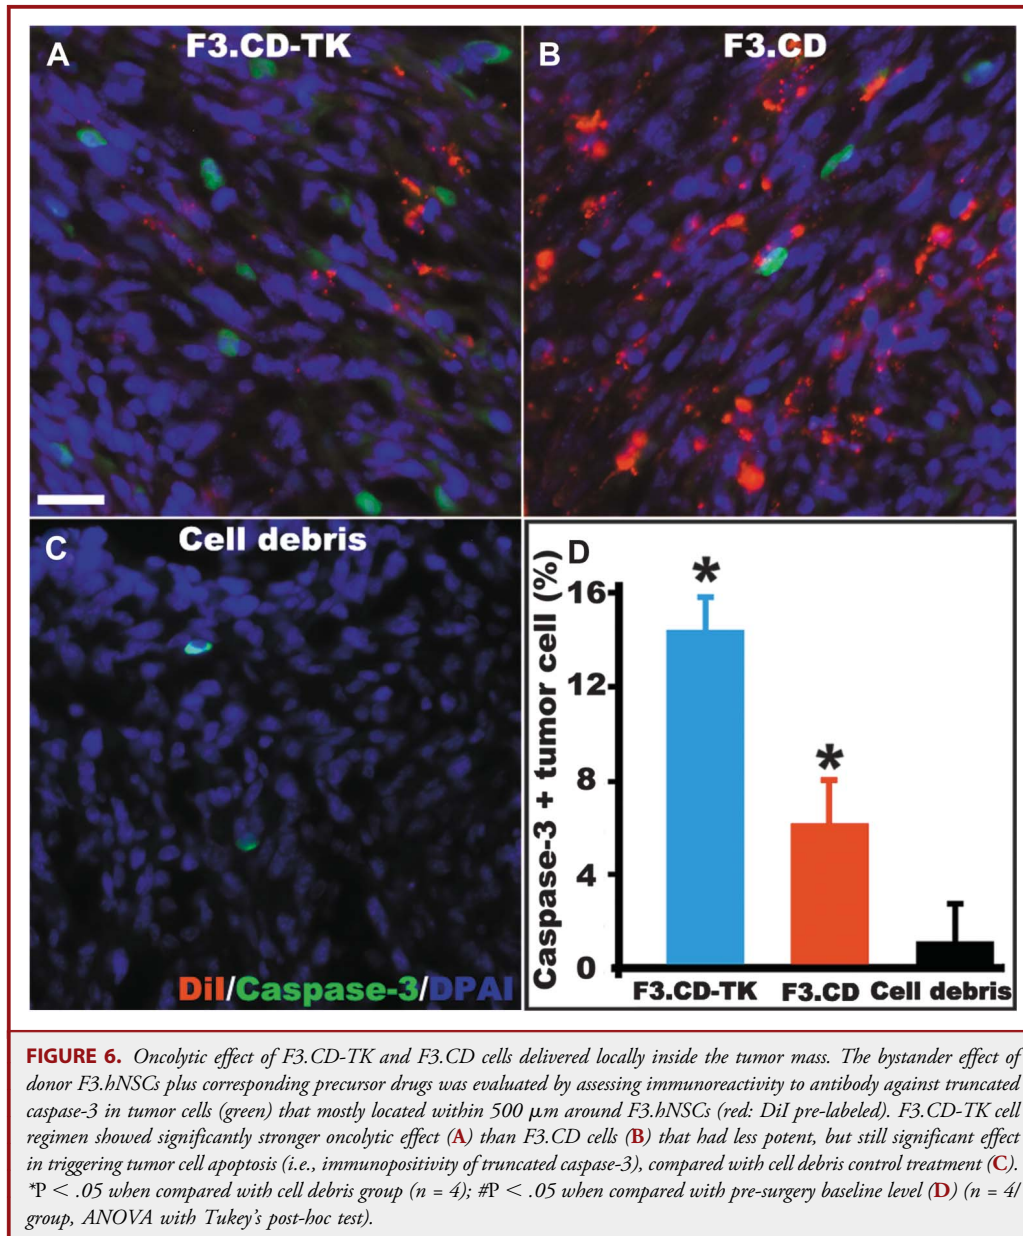 A
F3.CD-TK
B
F3.CD
C
Cell debris
DiI/Caspase-3/DPAI
D
Caspase-3 + tumor cell (%)
16
12
8
4
0
*
*
F3.CD-TK F3.CD Cell debris
FIGURE 6. Oncolytic effect of F3.CD-TK and F3.CD cells delivered locally inside the tumor mass. The bystander effect of
donor F3.hNSCs plus corresponding precursor drugs was evaluated by assessing immunoreactivity to antibody against truncated
caspase-3 in tumor cells (green) that mostly located within 500 μm around F3.hNSCs (red: DiI pre-labeled). F3.CD-TK cell
regimen showed significantly stronger oncolytic effect (A) than F3.CD cells (B) that had less potent, but still significant effect
in triggering tumor cell apoptosis (i.e., immunopositivity of truncated caspase-3), compared with cell debris control treatment (C).
*P < .05 when compared with cell debris group (n = 4); #P < .05 when compared with pre-surgery baseline level (D) (n = 4/
group, ANOVA with Tukey's post-hoc test).